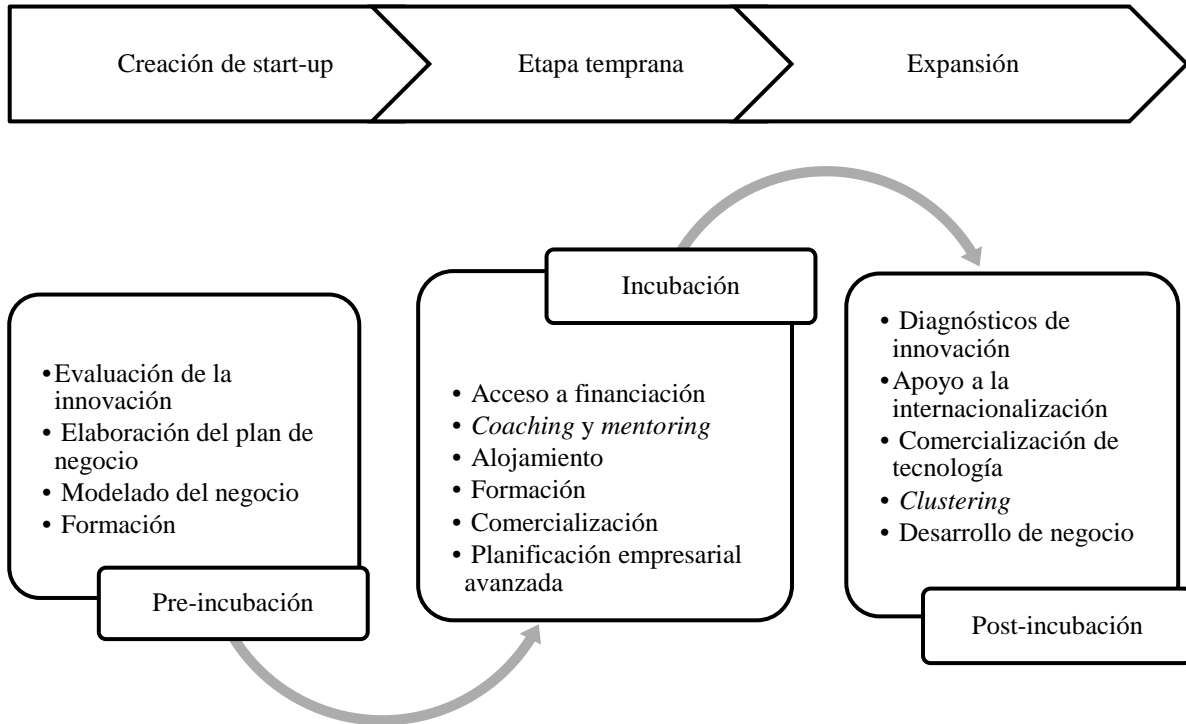 Creación de start-up
Etapa temprana
Expansión
•Evaluación de la
innovación
• Elaboración del plan de
negocio
• Modelado del negocio
• Formación
Pre-incubación
Incubación
• Acceso a financiación
• Coaching y mentoring
• Alojamiento
• Formación
• Comercialización
• Planificación empresarial
avanzada
• Diagnósticos de
innovación
• Apoyo a la
internacionalización
• Comercialización de
tecnología
• Clustering
• Desarrollo de negocio
Post-incubación